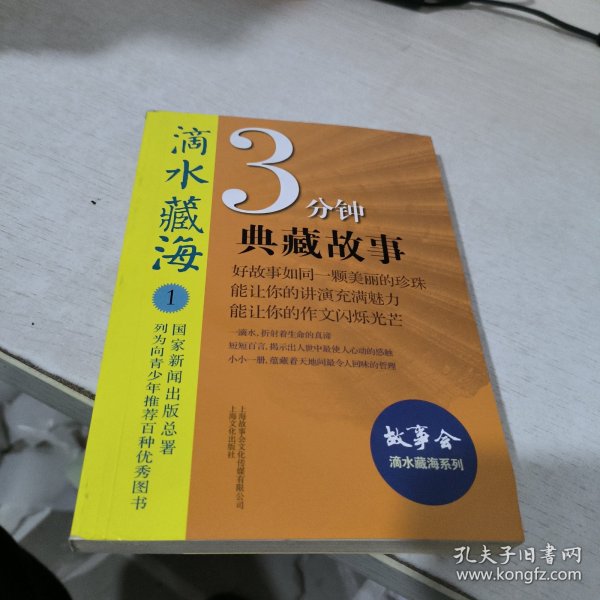 滴水藏海
1
国家新闻出版总署
列为向青少年推荐百种优秀图书
3
分钟
典藏故事
好故事如同一颗美丽的珍珠
能让你的讲演充满魅力
能让你的作文闪烁光芒
一滴水,折射着生命的真谛
短短百言,揭示出人世中最使人心动的感触
小小一册,蕴藏着天地间最令人回味的哲理
上海故事会文化传媒有限公司
上海文化出版社
故事会
滴水藏海系列
孔夫子旧书网
www.kongfz.com